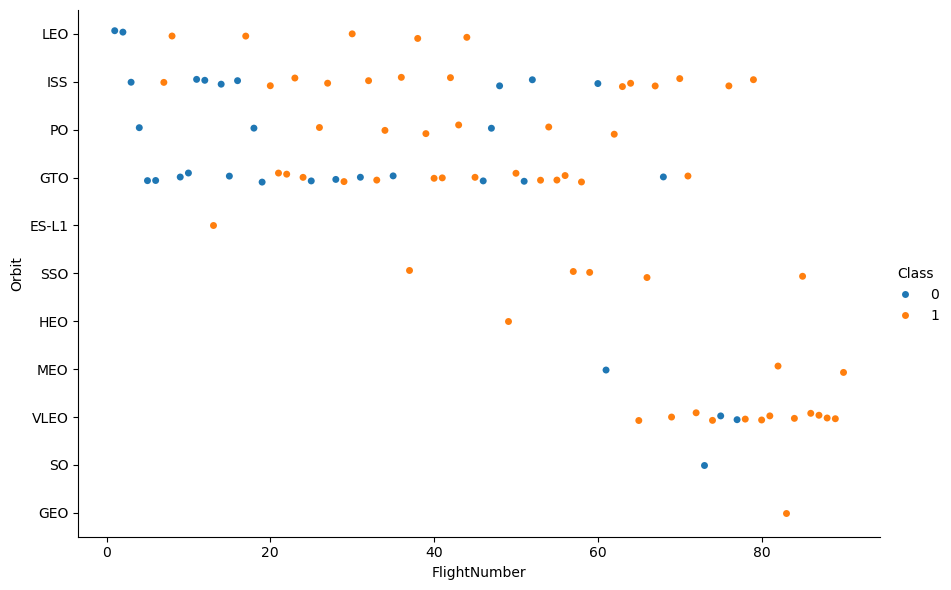 LEO
ISS
PO
GTO
ES-L1
SSO
HEO
MEO
VLEO
SO
GEO
Orbit
0 20 40 60 80
FlightNumber
Class
0
1